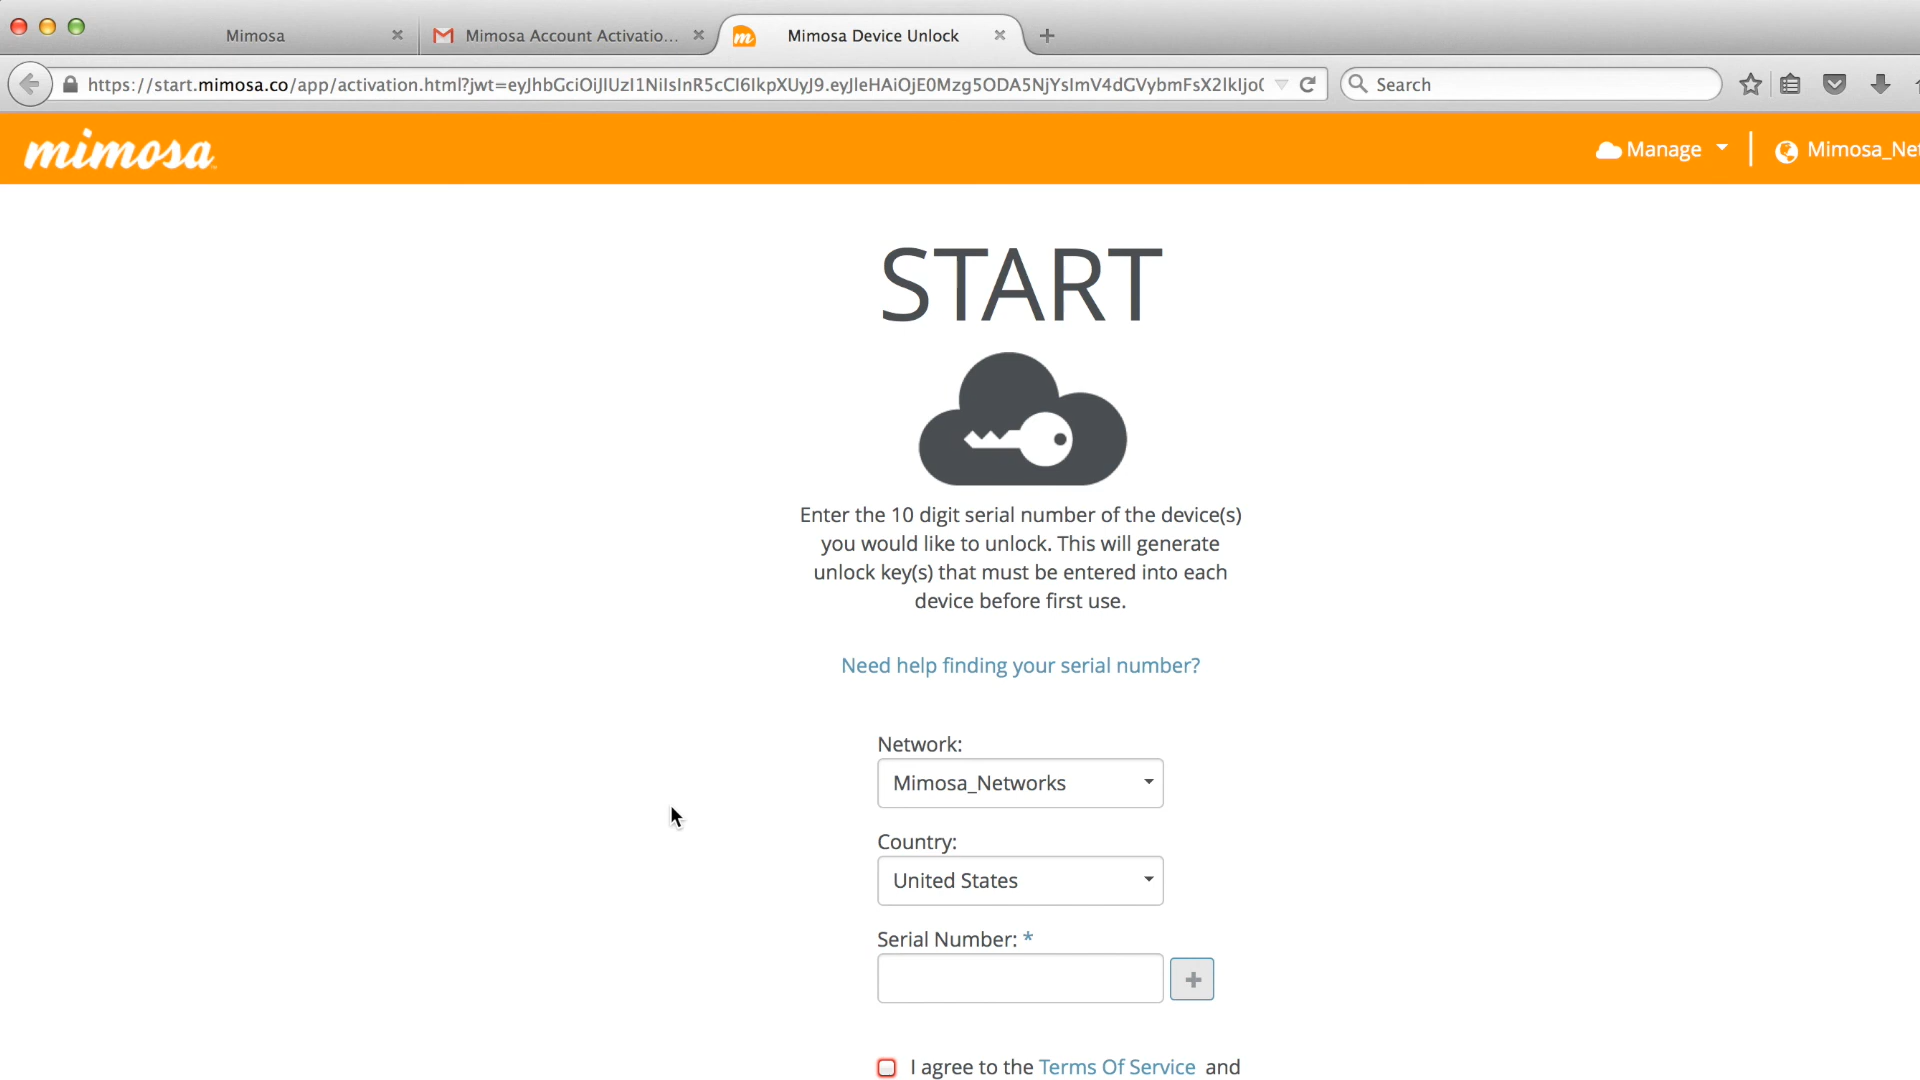 Mimosa
Mimosa Account Activatio...
Mimosa Device Unlock
https://start.mimosa.co/app/activation.html?jwt=eyJhbGciOiJIUzI1NiIsInR5cCI6IkpXUyJ9.eyJleHAiOjE0Mzg5ODA5NjYsImV4dGVybmFsX2lkIjo(
Search
mimosa
Manage
Mimosa_Net
START
Enter the 10 digit serial number of the device(s)
you would like to unlock. This will generate
unlock key(s) that must be entered into each
device before first use.
Need help finding your serial number?
Network:
Mimosa_Networks
Country:
United States
Serial Number: *
I agree to the Terms Of Service and